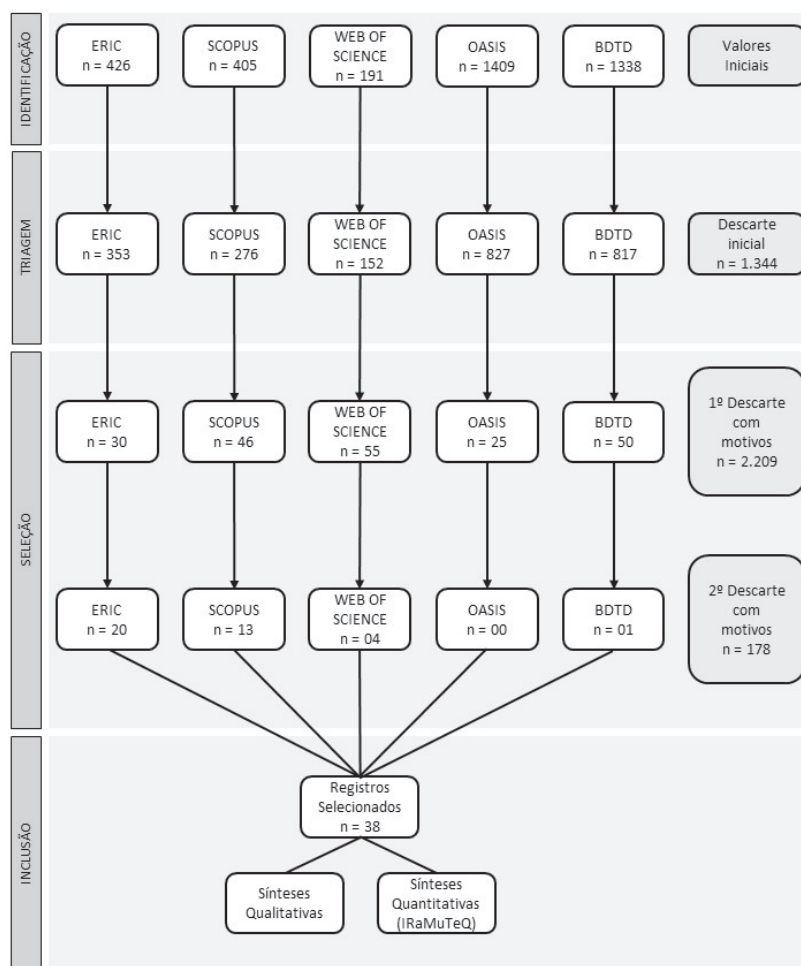 IDENTIFICAÇÃO
ERIC
n = 426
SCOPUS
n = 405
WEB OF
SCIENCE
n = 191
OASIS
n = 1409
BDTD
n = 1338
Valores
Iniciais
TRIAGEM
ERIC
n = 353
SCOPUS
n = 276
WEB OF
SCIENCE
n = 152
OASIS
n = 827
BDTD
n = 817
Descarte
inicial
n = 1.344
SELEÇÃO
ERIC
n = 30
SCOPUS
n = 46
WEB OF
SCIENCE
n = 55
OASIS
n = 25
BDTD
n = 50
1º Descarte
com
motivos
n = 2.209
ERIC
n = 20
SCOPUS
n = 13
WEB OF
SCIENCE
n = 04
OASIS
n = 00
BDTD
n = 01
2º Descarte
com
motivos
n = 178
INCLUSÃO
Registros
Selecionados
n = 38
Sínteses
Qualitativas
Sínteses
Quantitativas
(IRaMuTeQ)